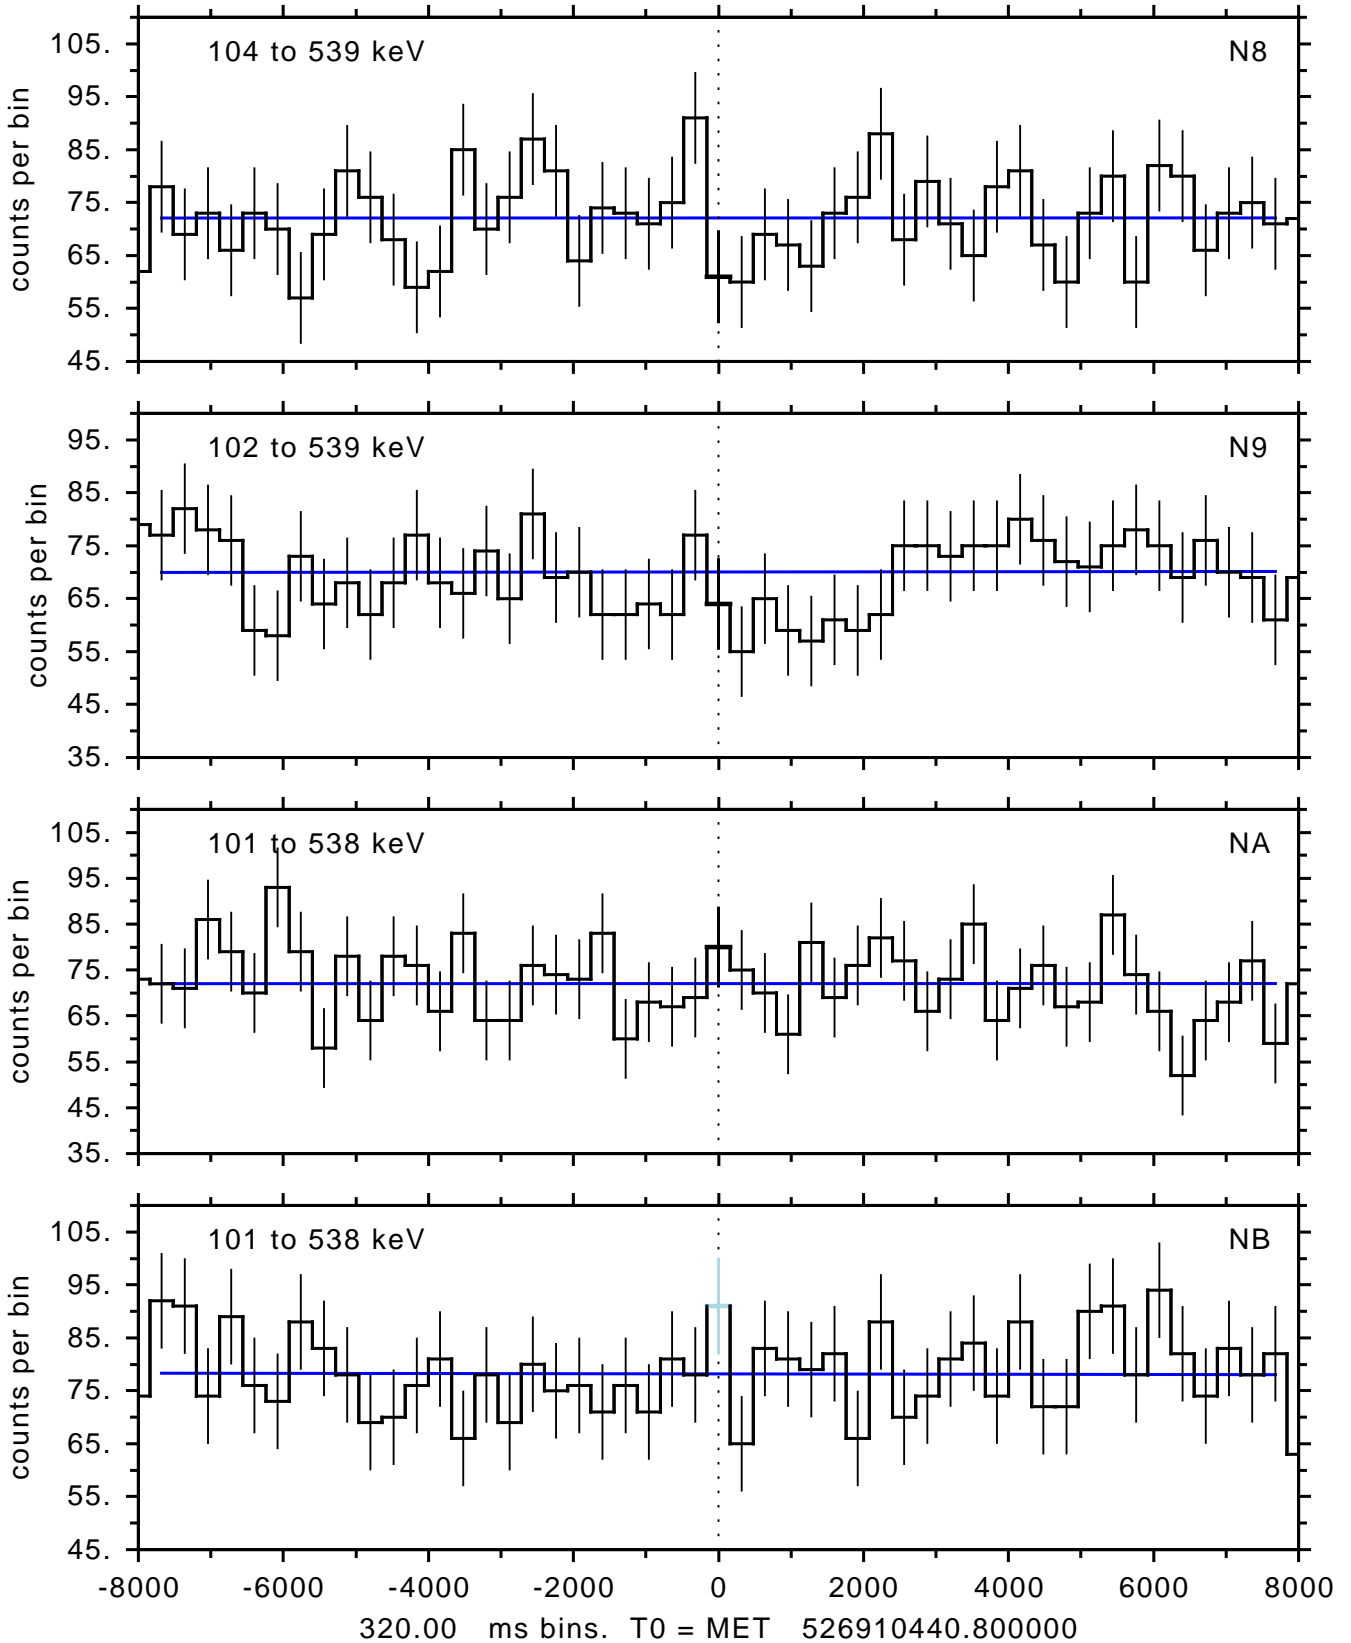 104 to 539 keV N8
105.
95.
85.
75.
65.
55.
45.
counts per bin
102 to 539 keV N9
95.
85.
75.
65.
55.
45.
35.
counts per bin
101 to 538 keV NA
105.
95.
85.
75.
65.
55.
45.
35.
counts per bin
101 to 538 keV NB
105.
95.
85.
75.
65.
55.
45.
counts per bin
-8000 -6000 -4000 -2000 0 2000 4000 6000 8000
320.00 ms bins. T0 = MET 526910440.800000